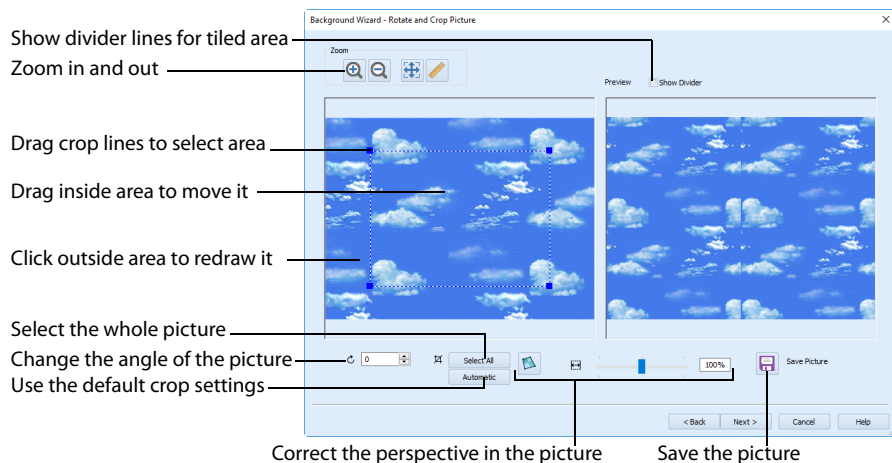 Background Wizard - Rotate and Crop Picture
Show divider lines for tiled area
Zoom
Zoom in and out
Preview
Show Divider
Drag crop lines to select area
Drag inside area to move it
Click outside area to redraw it
Select the whole picture
Change the angle of the picture
0
Select All
100%
Save Picture
Use the default crop settings
Automatic
< Back
Next >
Cancel
Help
Correct the perspective in the picture
Save the picture